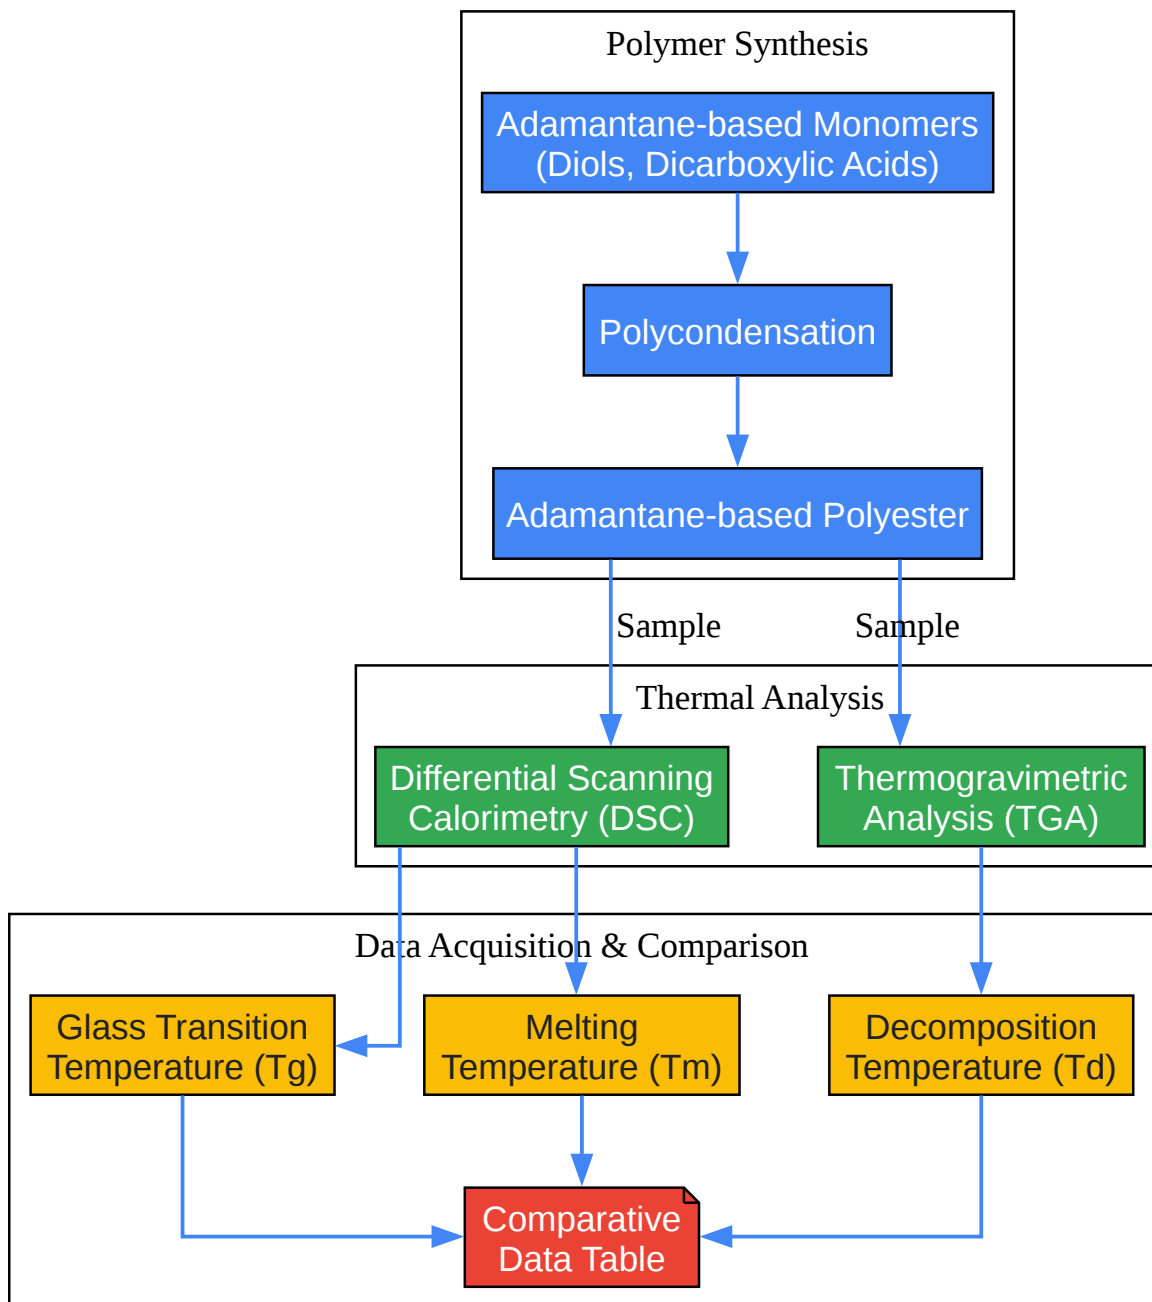 Polymer Synthesis
Adamantane-based Monomers
(Diols, Dicarboxylic Acids)
Polycondensation
Adamantane-based Polyester
Sample
Sample
Thermal Analysis
Differential Scanning
Calorimetry (DSC)
Thermogravimetric
Analysis (TGA)
Data Acquisition & Comparison
Glass Transition
Temperature (Tg)
Melting
Temperature (Tm)
Decomposition
Temperature (Td)
Comparative
Data Table